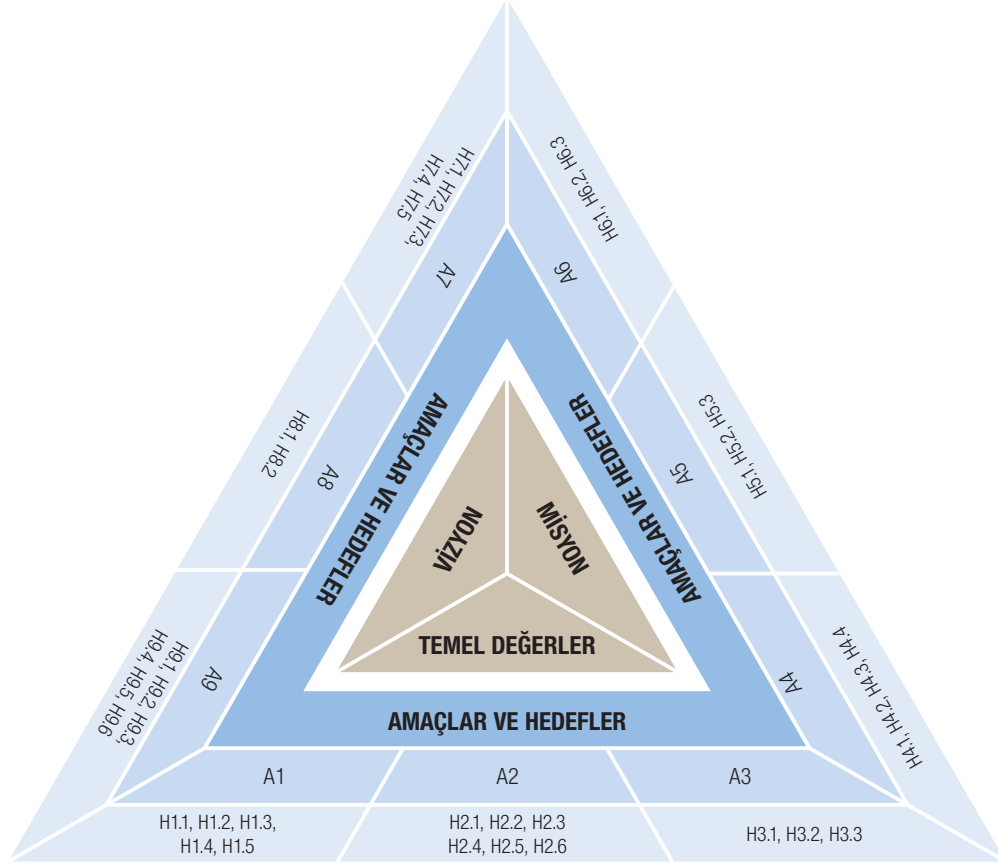 H7.1, H7.2, H7.3,
H7.4, H7.5
H6.1, H6.2, H6.3
A7
A6
H8.1, H8.2
A8
AMAÇLAR VE HEDEFLER
AMAÇLAR VE HEDEFLER
A5
H5.1, H5.2, H5.3
VİZYON
MİSYON
TEMEL DEĞERLER
H9.1, H9.2, H9.3,
H9.4, H9.5, H9.6
A9
A4
H4.1, H4.2, H4.3, H4.4
AMAÇLAR VE HEDEFLER
A1
A2
A3
H1.1, H1.2, H1.3,
H1.4, H1.5
H2.1, H2.2, H2.3
H2.4, H2.5, H2.6
H3.1, H3.2, H3.3